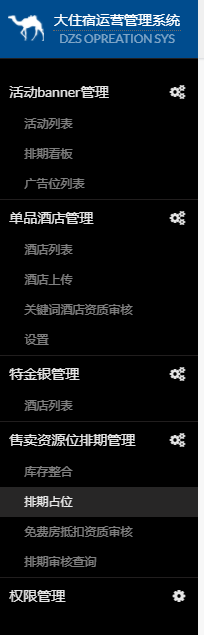 大住宿运营管理系统
DZS OPREATION SYS
活动banner管理
活动列表
排期看板
广告位列表
单品酒店管理
酒店列表
酒店上传
关键词酒店资质审核
设置
特金银管理
酒店列表
售卖资源位排期管理
库存整合
排期占位
免费房抵扣资质审核
排期审核查询
权限管理